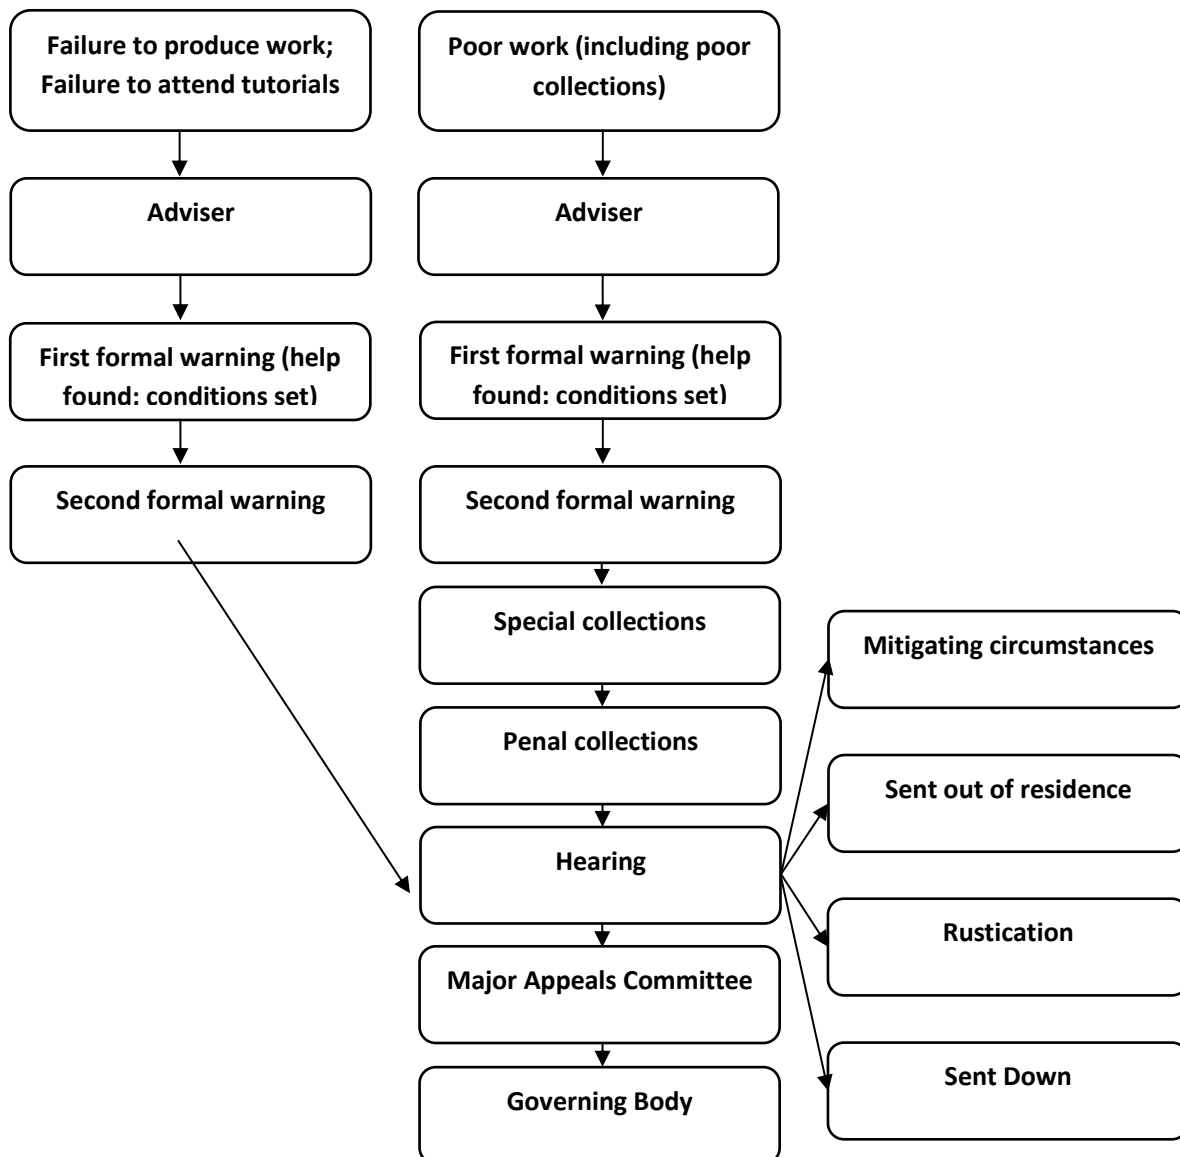 Failure to produce work;
Failure to attend tutorials
Poor work (including poor
collections)
Adviser
Adviser
First formal warning (help
found: conditions set)
First formal warning (help
found: conditions set)
Second formal warning
Second formal warning
Special collections
Mitigating circumstances
Penal collections
Sent out of residence
Hearing
Rustication
Major Appeals Committee
Sent Down
Governing Body